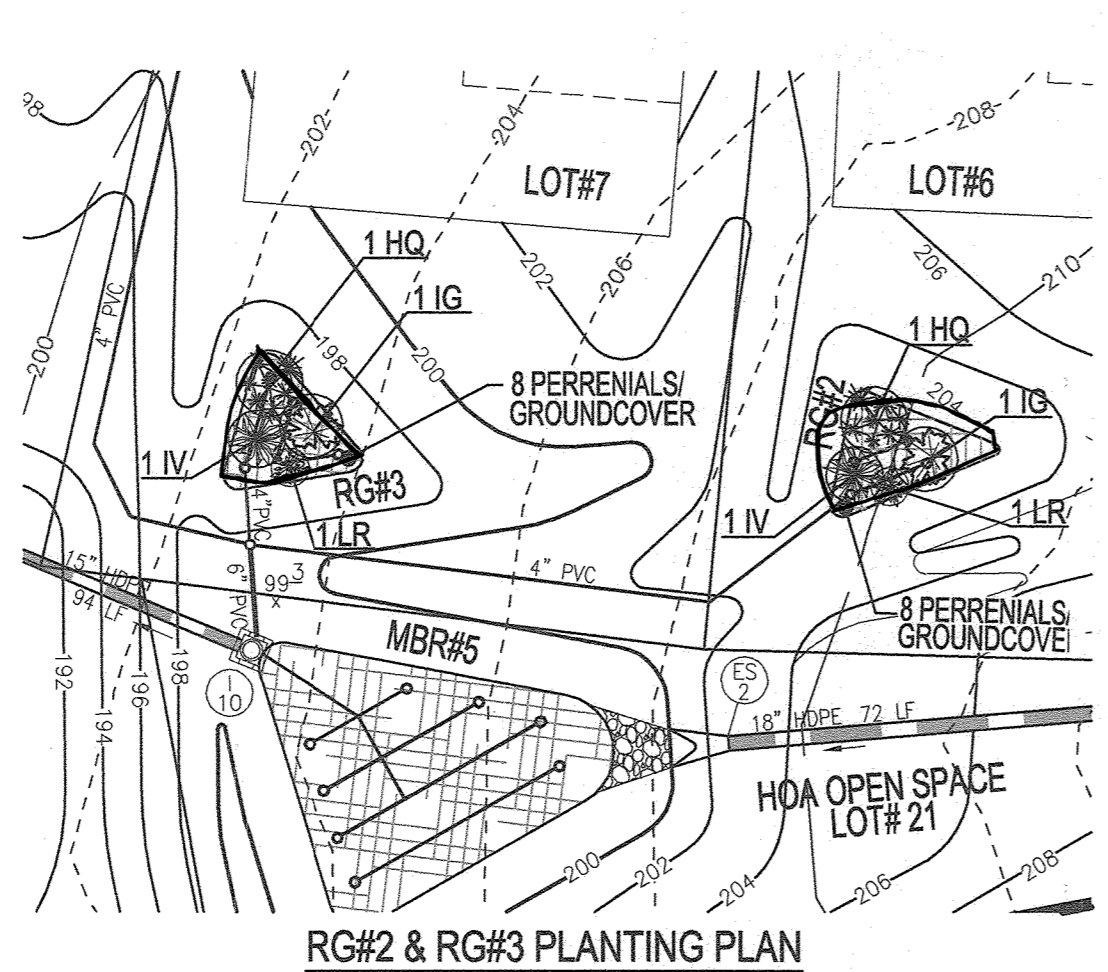 98
202
204
208
LOT#7
LOT#6
1 HQ
202
206
206
210
4" PVC
1 IG
200
198
200
1 HQ
8 PERRENIALS/
GROUNDCOVER
RG#2
204
1 IG
1 IV
RG#3
1 LR
4"PVC
1 IV
1 LR
15" HDPE
94 LF
6" PVC
99
3
x
4" PVC
8 PERRENIALS/
GROUNDCOVE
MBR#5
192
194
196
198
I
10
ES
2
18" HDPE 72 LF
HOA OPEN SPACE
LOT# 21
200
202
204
206
208
RG#2 & RG#3 PLANTING PLAN